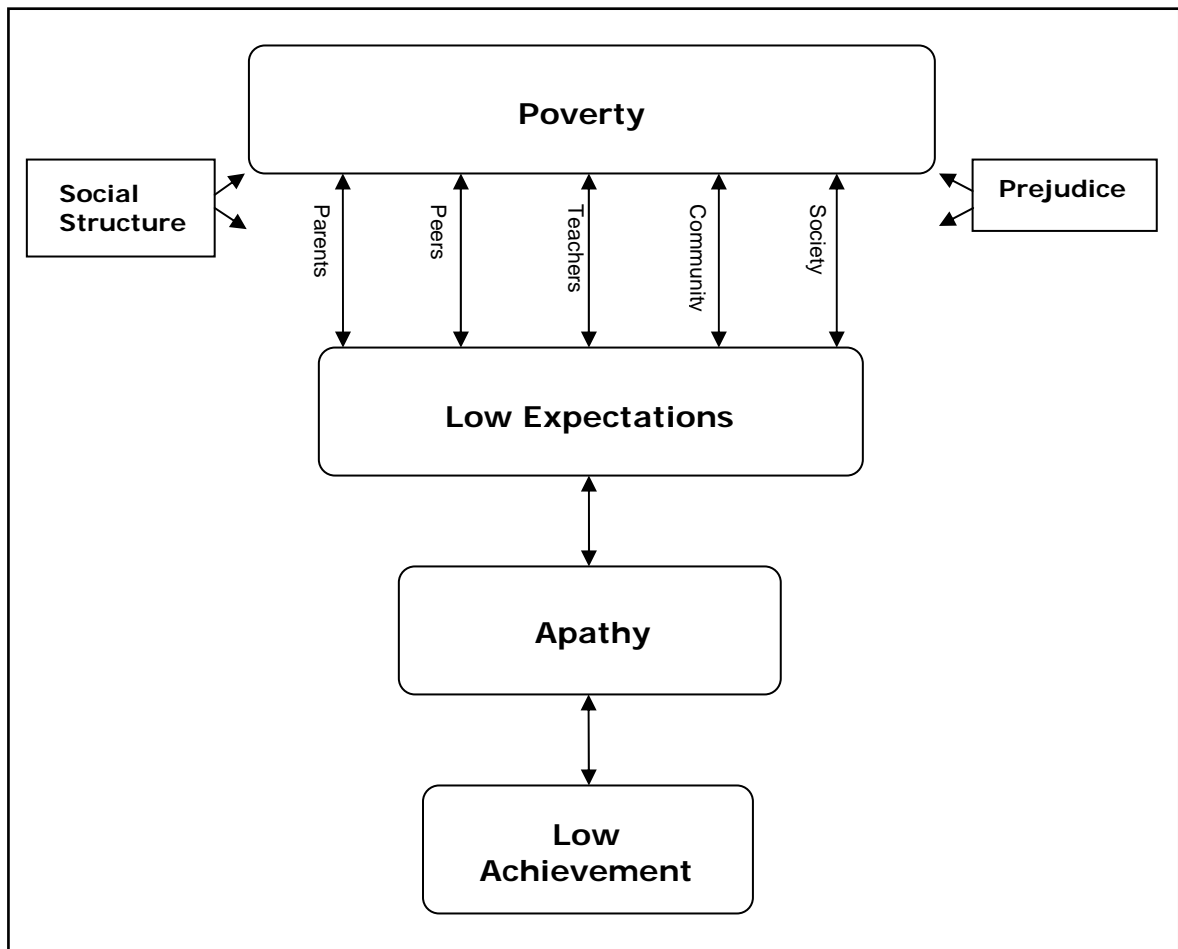 Poverty
Social
Structure
Prejudice
Parents
Peers
Teachers
Community
Society
Low Expectations
Apathy
Low
Achievement